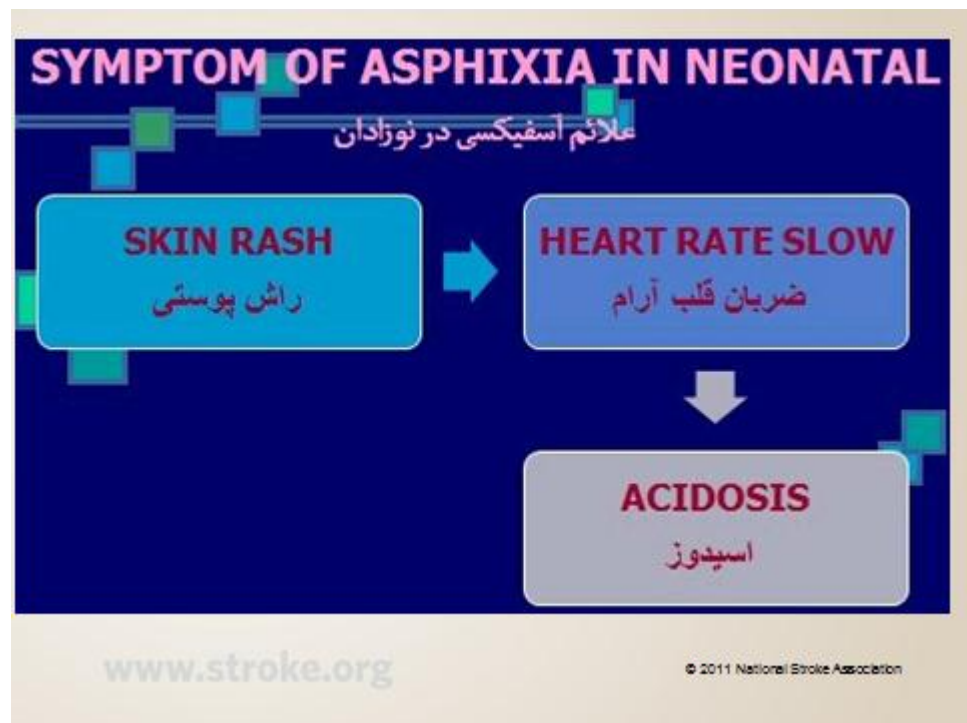 SYMPTOM OF ASPHIXIA IN NEONATAL
علائم آسفیکسی در نوزادان
SKIN RASH
راش پوستی
HEART RATE SLOW
ضربان قلب آرام
ACIDOSIS
اسیدوز
www.stroke.org
© 2011 National Stroke Association